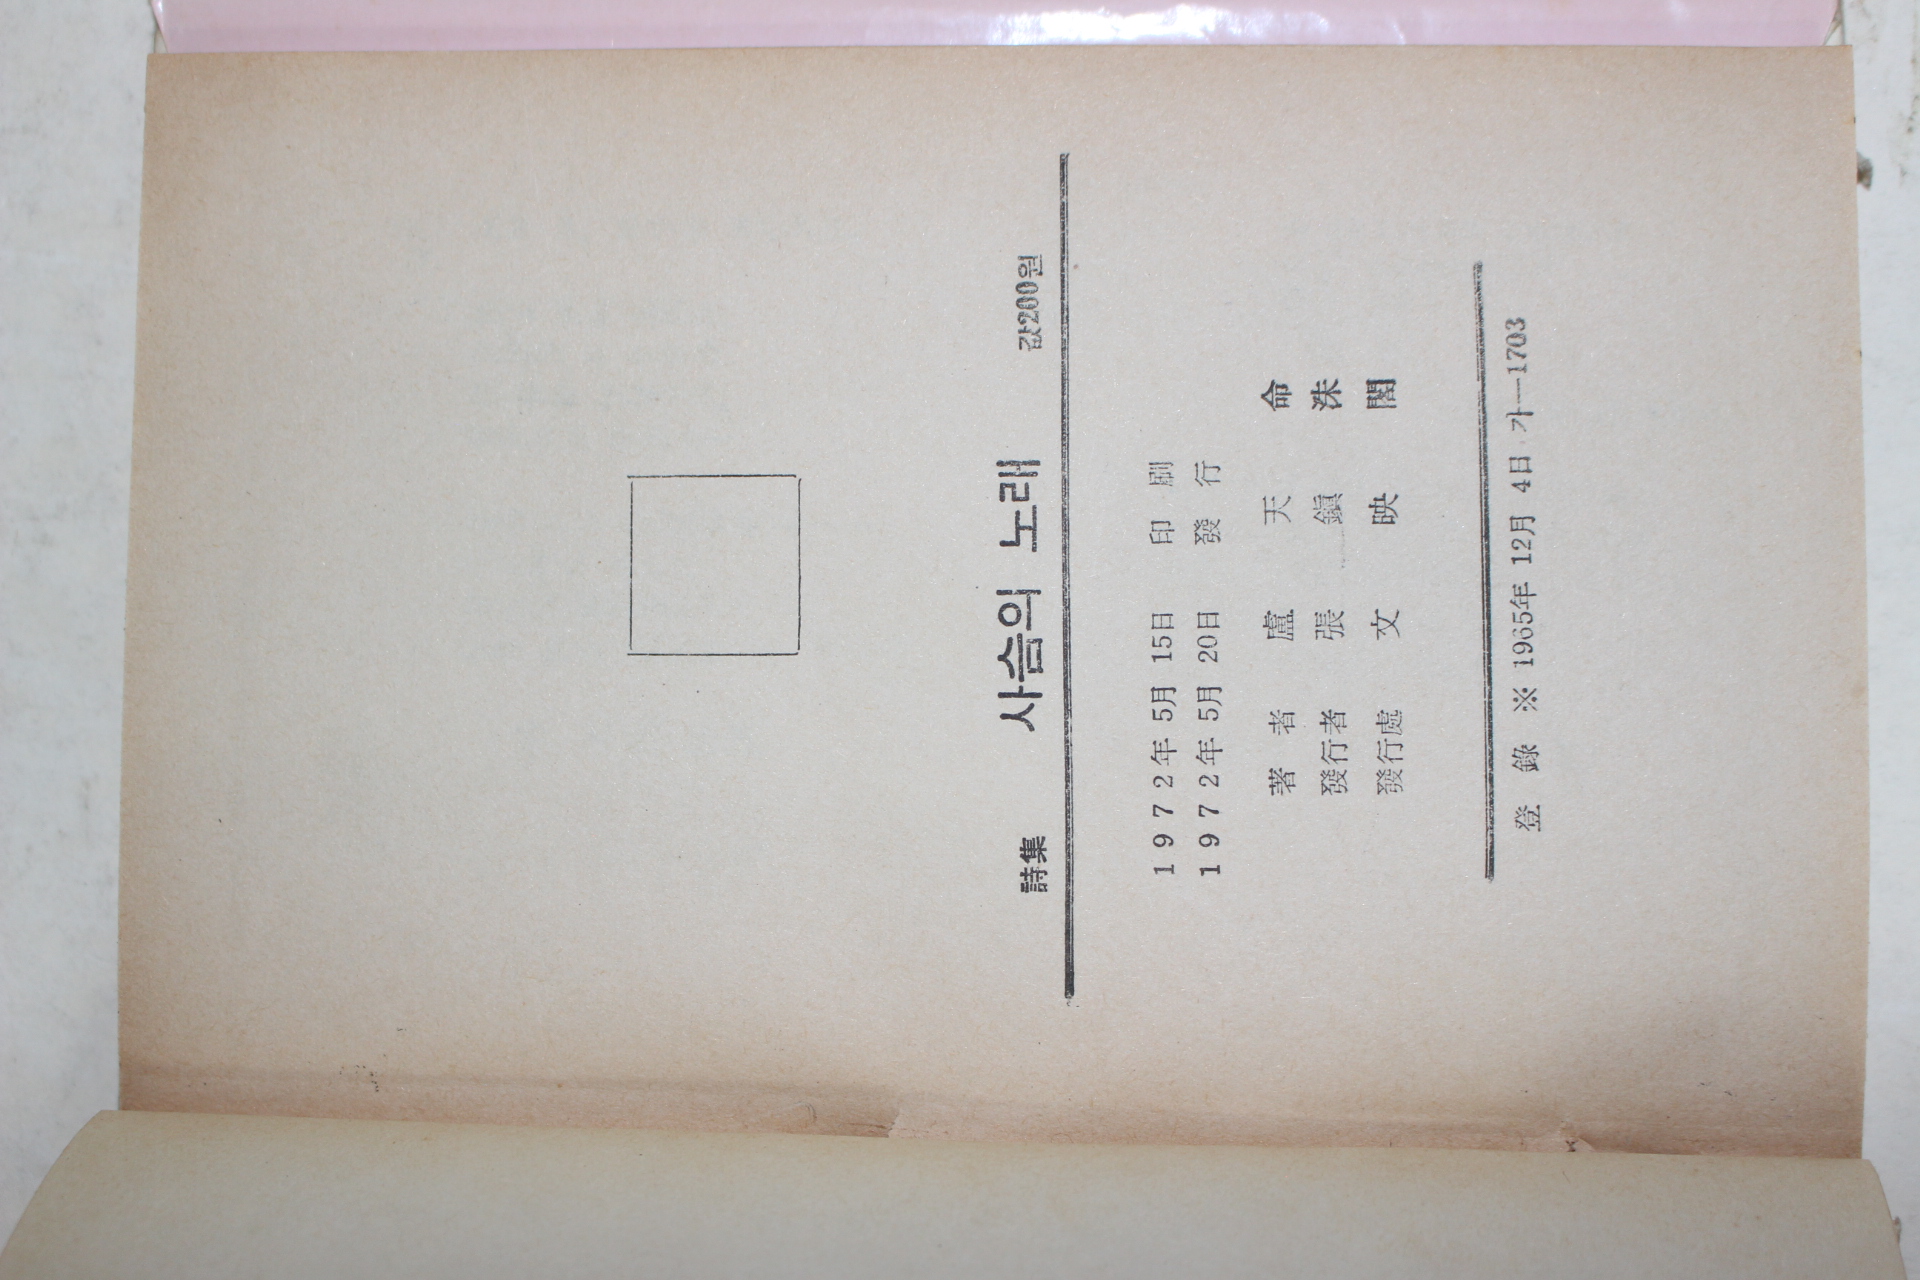 詩集 사슴의 노래 값200원
1972年 5月 15日 印刷
1972年 5月 20日 發行
著者 盧天命
發行者 張鎭洙
發行處 文映閣
登錄 ※ 1965年 12月 4日 가—1703